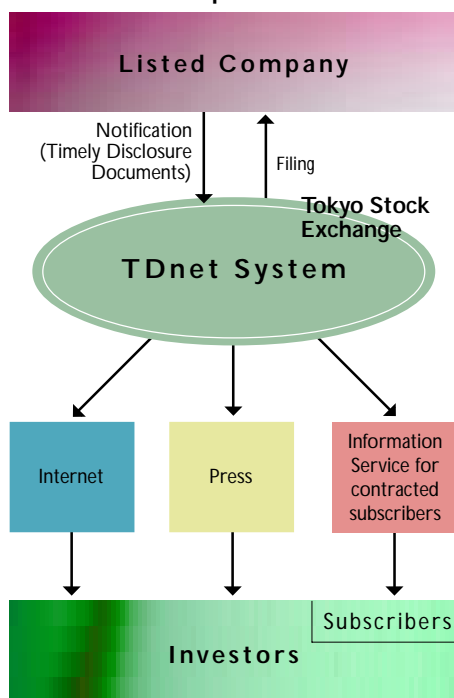 Listed Company
Notification
(Timely Disclosure
Documents)
Filing
Tokyo Stock
Exchange
TDnet System
Internet
Press
Information
Service for
contracted
subscribers
Subscribers
Investors